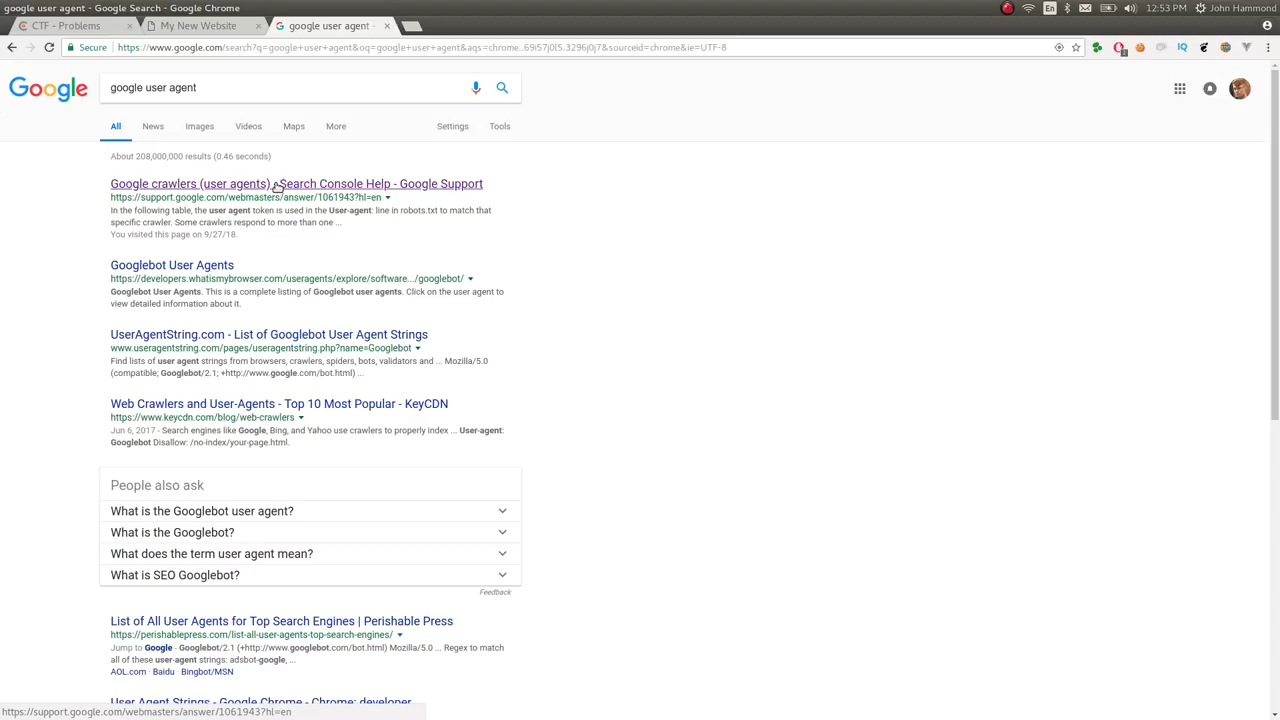 google user agent - Google Search - Google Chrome
En
12:53 PM
John Hammond
CTF - Problems
My New Website
google user agent -
Secure
https://www.google.com/search?q=google+user+agent&oq=google+user+agent&aqs=chrome..69i57j0l5.3296j0j7&sourceid=chrome&ie=UTF-8
Google
google user agent
All
News
Images
Videos
Maps
More
Settings
Tools
About 208,000,000 results (0.46 seconds)
Google crawlers (user agents) - Search Console Help - Google Support
https://support.google.com/webmasters/answer/1061943?hl=en
In the following table, the user agent token is used in the User-agent: line in robots.txt to match that
specific crawler. Some crawlers respond to more than one ...
You visited this page on 9/27/18.
Googlebot User Agents
https://developers.whatismybrowser.com/useragents/explore/software.../googlebot/
Googlebot User Agents. This is a complete listing of Googlebot user agents. Click on the user agent to
view detailed information about it.
UserAgentString.com - List of Googlebot User Agent Strings
www.useragentstring.com/pages/useragentstring.php?name=Googlebot
Find lists of user agent strings from browsers, crawlers, spiders, bots, validators and ... Mozilla/5.0
(compatible; Googlebot/2.1; +http://www.google.com/bot.html) ...
Web Crawlers and User-Agents - Top 10 Most Popular - KeyCDN
https://www.keycdn.com/blog/web-crawlers
Jun 6, 2017 - Search engines like Google, Bing, and Yahoo use crawlers to properly index ... User-agent:
Googlebot Disallow: /no-index/your-page.html.
People also ask
What is the Googlebot user agent?
What is the Googlebot?
What does the term user agent mean?
What is SEO Googlebot?
Feedback
List of All User Agents for Top Search Engines | Perishable Press
https://perishablepress.com/list-all-user-agents-top-search-engines/
Jump to Google - Googlebot/2.1 (+http://www.googlebot.com/bot.html) Mozilla/5.0 ... Regex to match
all of these user-agent strings: adsbot-google, ...
AOL.com · Baidu · Bingbot/MSN
User Agent Strings - Google Chrome - Chrome: developer
https://support.google.com/webmasters/answer/1061943?hl=en